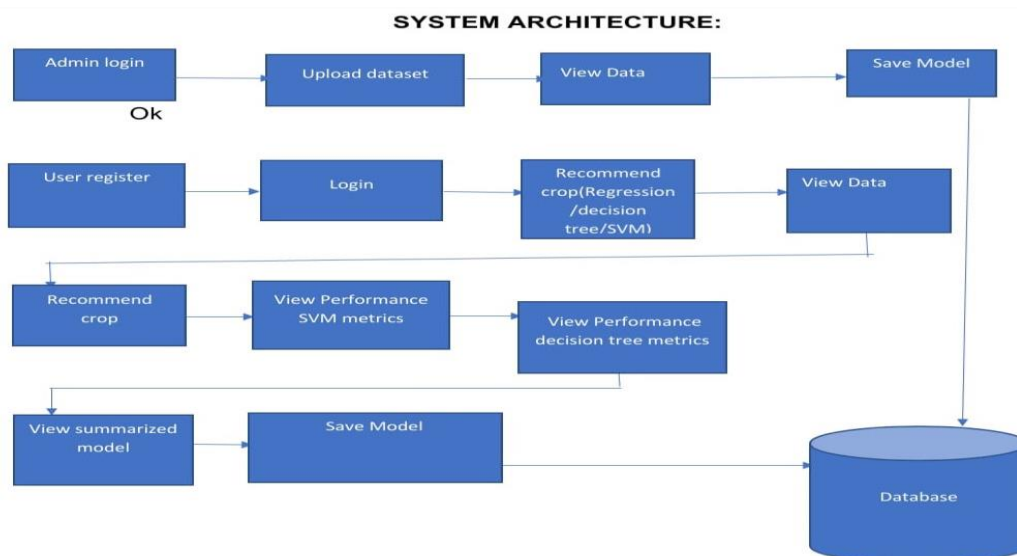 SYSTEM ARCHITECTURE:
Admin login
Upload dataset
View Data
Save Model
Ok
User register
Login
Recommend
crop(Regression
/decision
tree/SVM)
View Data
Recommend
crop
View Performance
SVM metrics
View Performance
decision tree metrics
View summarized
model
Save Model
Database